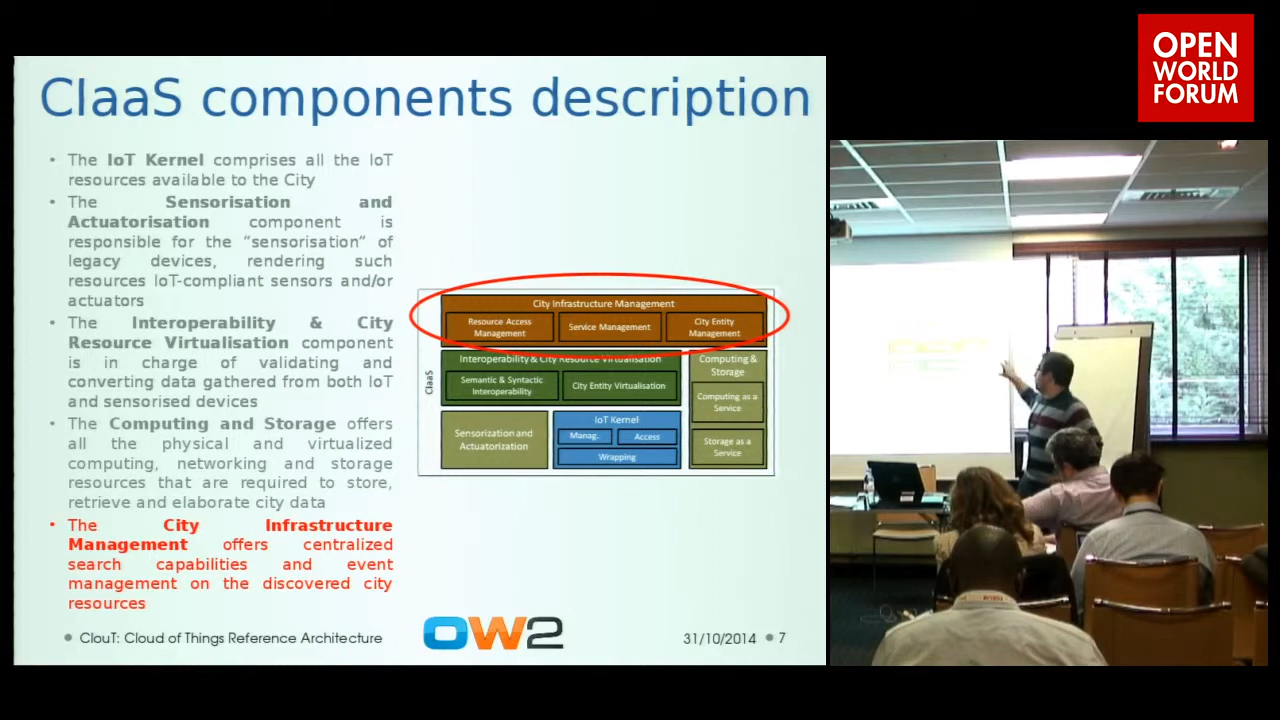 OPEN
WORLD
FORUM
CIaaS components description
• The IoT Kernel comprises all the IoT
resources available to the City
• The Sensorisation and
Actuatorisation component is
responsible for the “sensorisation” of
legacy devices, rendering such
resources IoT-compliant sensors and/or
actuators
• The Interoperability & City
Resource Virtualisation component
is in charge of validating and
converting data gathered from both IoT
and sensorised devices
• The Computing and Storage offers
all the physical and virtualized
computing, networking and storage
resources that are required to store,
retrieve and elaborate city data
• The City Infrastructure
Management offers centralized
search capabilities and event
management on the discovered city
resources
City Infrastructure Management
Resource Access
Management
Service Management
City Entity
Management
CIaaS
Interoperability & City Resource Virtualisation
Semantic & Syntactic
Interoperability
City Entity Virtualisation
Computing &
Storage
Computing as a
Service
Storage as a
Service
Sensorization and
Actuatorization
IoT Kernel
Manag.
Access
Wrapping
• ClouT: Cloud of Things Reference Architecture
OW2
31/10/2014 • 7